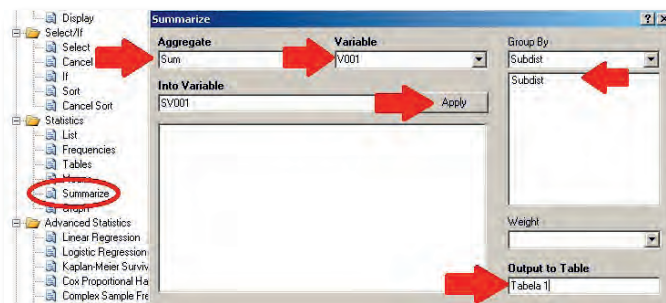 Display
Select/If
Select
Cancel
If
Sort
Cancel Sort
Statistics
List
Frequencies
Tables
Means
Summarize
Graph
Advanced Statistics
Linear Regression
Logistic Regression
Kaplan-Meier Surviv
Cox Proportional Ha
Complex Sample Fre
Summarize
Aggregate
Sum
Variable
V001
Into Variable
SV001
Apply
Group By
Subdist
Subdist
Weight
Output to Table
Tabela 1